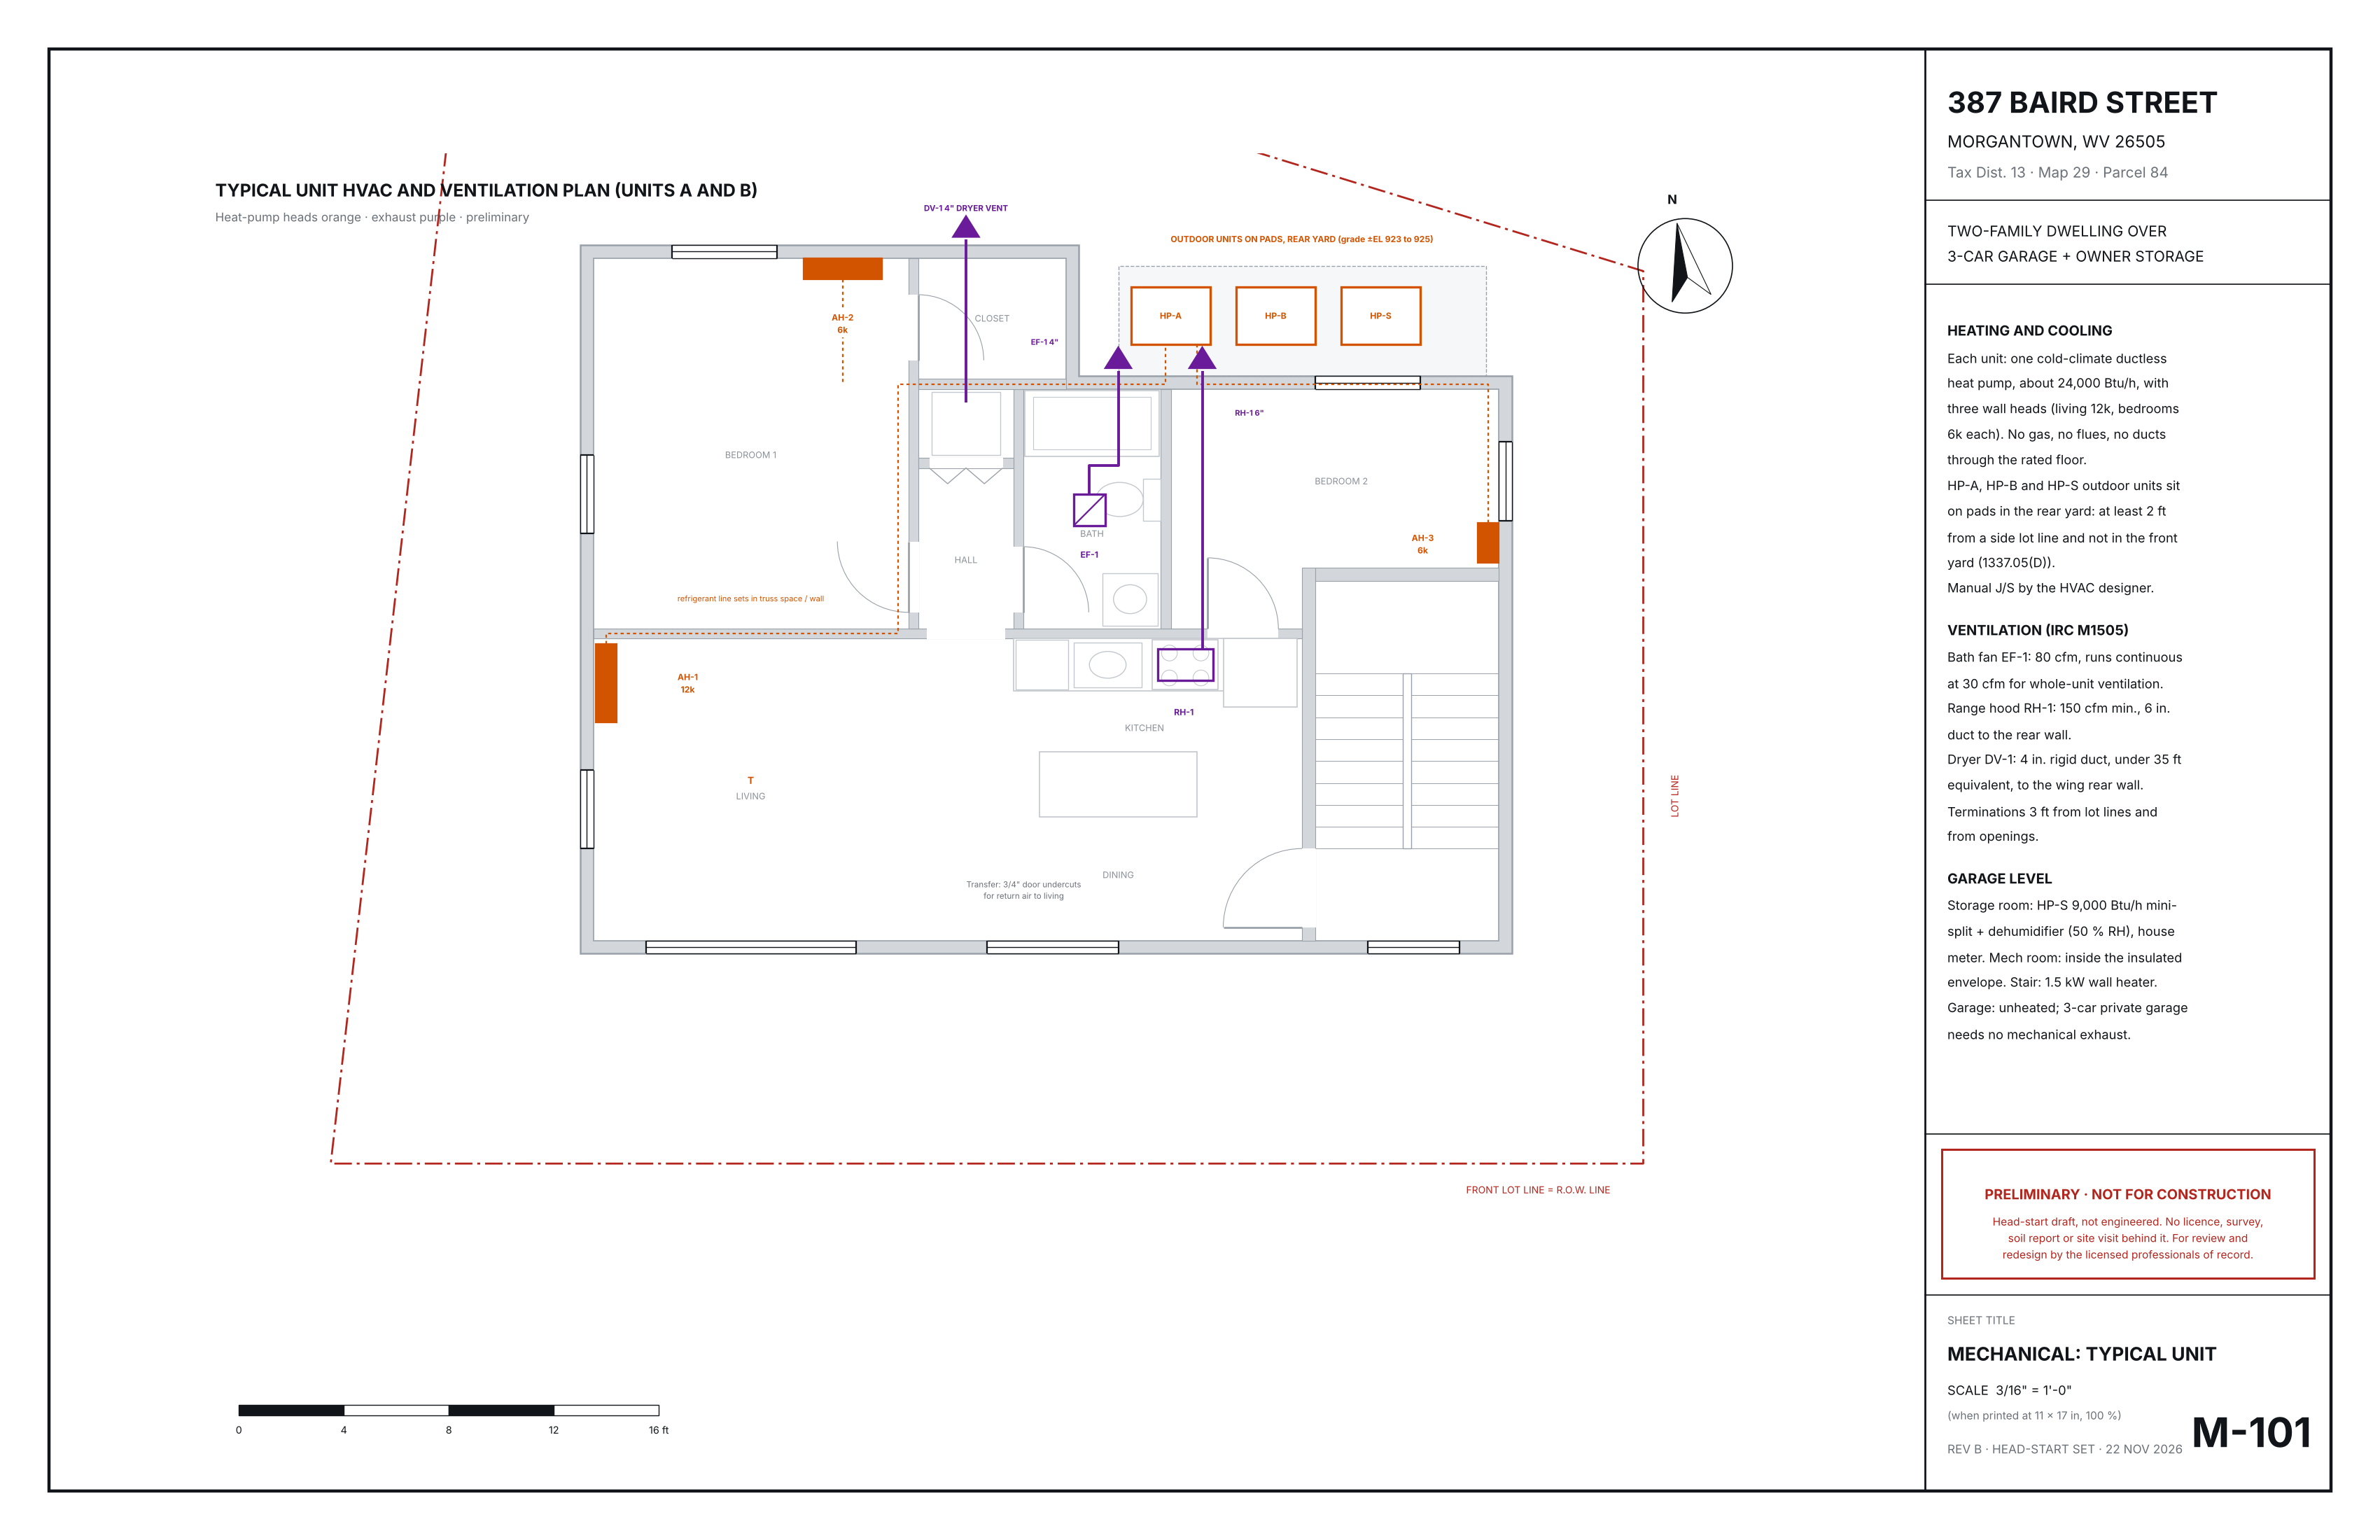 TYPICAL UNIT HVAC AND VENTILATION PLAN (UNITS A AND B)
Heat-pump heads orange · exhaust purple · preliminary
DV-1 4" DRYER VENT
OUTDOOR UNITS ON PADS, REAR YARD (grade ±EL 923 to 925)
N
HP-A
HP-B
HP-S
AH-2
6k
CLOSET
EF-1 4"
RH-1 6"
BEDROOM 1
BEDROOM 2
BATH
EF-1
HALL
AH-3
6k
refrigerant line sets in truss space / wall
AH-1
12k
RH-1
KITCHEN
T
LIVING
LOT LINE
DINING
Transfer: 3/4" door undercuts
for return air to living
FRONT LOT LINE = R.O.W. LINE
0
4
8
12
16 ft
387 BAIRD STREET
MORGANTOWN, WV 26505
Tax Dist. 13 · Map 29 · Parcel 84
TWO-FAMILY DWELLING OVER
3-CAR GARAGE + OWNER STORAGE
HEATING AND COOLING
Each unit: one cold-climate ductless
heat pump, about 24,000 Btu/h, with
three wall heads (living 12k, bedrooms
6k each). No gas, no flues, no ducts
through the rated floor.
HP-A, HP-B and HP-S outdoor units sit
on pads in the rear yard: at least 2 ft
from a side lot line and not in the front
yard (1337.05(D)).
Manual J/S by the HVAC designer.
VENTILATION (IRC M1505)
Bath fan EF-1: 80 cfm, runs continuous
at 30 cfm for whole-unit ventilation.
Range hood RH-1: 150 cfm min., 6 in.
duct to the rear wall.
Dryer DV-1: 4 in. rigid duct, under 35 ft
equivalent, to the wing rear wall.
Terminations 3 ft from lot lines and
from openings.
GARAGE LEVEL
Storage room: HP-S 9,000 Btu/h mini-
split + dehumidifier (50 % RH), house
meter. Mech room: inside the insulated
envelope. Stair: 1.5 kW wall heater.
Garage: unheated; 3-car private garage
needs no mechanical exhaust.
PRELIMINARY · NOT FOR CONSTRUCTION
Head-start draft, not engineered. No licence, survey,
soil report or site visit behind it. For review and
redesign by the licensed professionals of record.
SHEET TITLE
MECHANICAL: TYPICAL UNIT
SCALE 3/16" = 1'-0"
(when printed at 11 × 17 in, 100 %)
REV B · HEAD-START SET · 22 NOV 2026
M-101